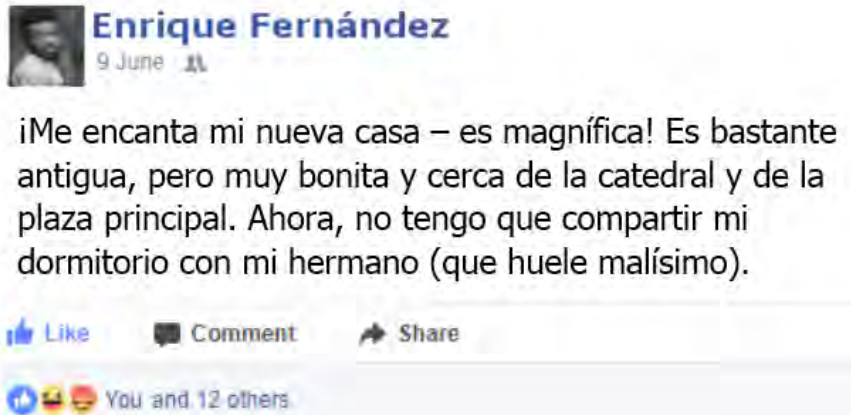 Enrique Fernández
9 June
¡Me encanta mi nueva casa – es magnífica! Es bastante
antigua, pero muy bonita y cerca de la catedral y de la
plaza principal. Ahora, no tengo que compartir mi
dormitorio con mi hermano (que huele malísimo).
Like Comment Share
You and 12 others